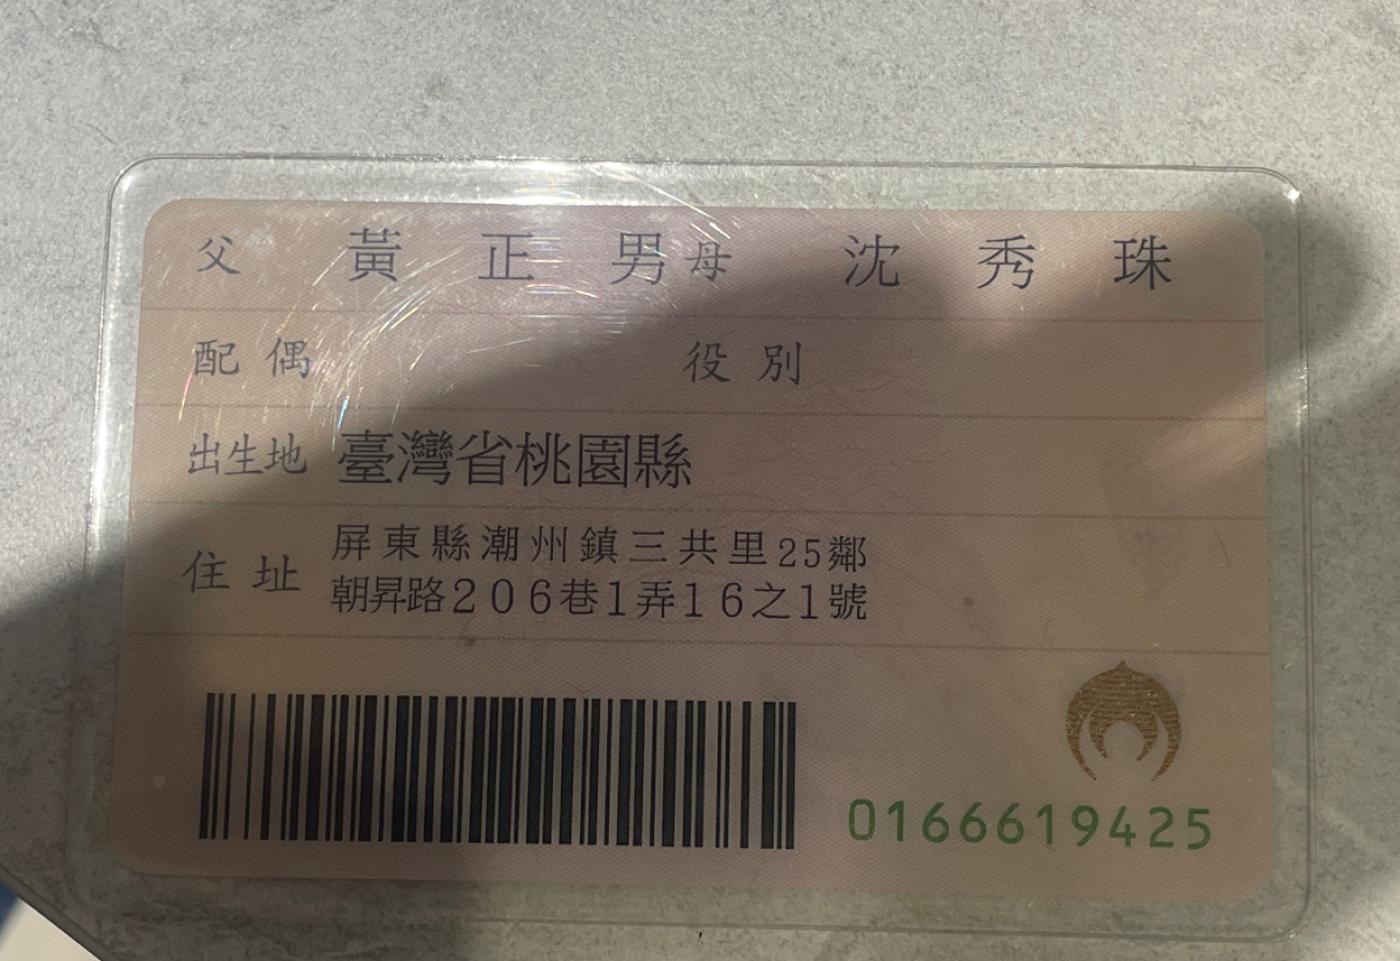 父 黃正男 母 沈秀珠
配偶 役別
出生地 臺灣省桃園縣
住址 屏東縣潮州鎮三共里25鄰
朝昇路206巷1弄16之1號
0166619425